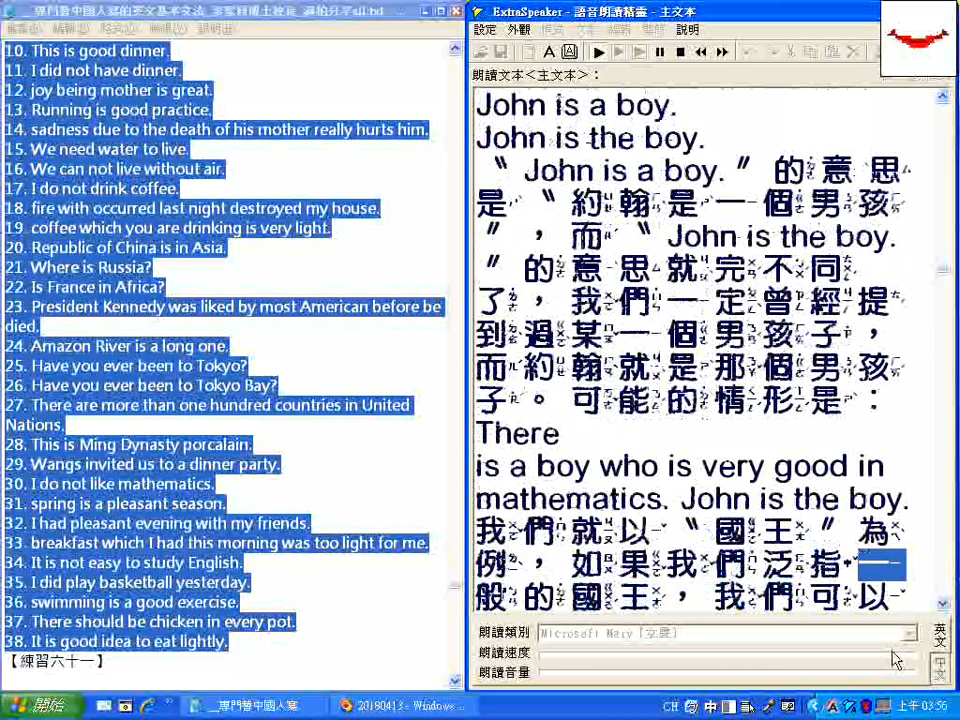 ExtraSpeaker - 語音朗讀精靈 - 主文本
10. This is good dinner.
11. I did not have dinner.
12. joy being mother is great.
13. Running is good practice.
14. sadness due to the death of his mother really hurts him.
15. We need water to live.
16. We can not live without air.
17. I do not drink coffee.
18. fire with occurred last night destroyed my house.
19. coffee which you are drinking is very light.
20. Republic of China is in Asia.
21. Where is Russia?
22. Is France in Africa?
23. President Kennedy was liked by most American before be
died.
24. Amazon River is a long one.
25. Have you ever been to Tokyo?
26. Have you ever been to Tokyo Bay?
27. There are more than one hundred countries in United
Nations.
28. This is Ming Dynasty porcalain.
29. Wangs invited us to a dinner party.
30. I do not like mathematics.
31. spring is a pleasant season.
32. I had pleasant evening with my friends.
33. breakfast which I had this morning was too light for me.
34. It is not easy to study English.
35. I did play basketball yesterday.
36. swimming is a good exercise.
37. There should be chicken in every pot.
38. It is good idea to eat lightly.
【練習六十一】
設定 外觀 說明
朗讀文本<主文本>：
John is a boy.
John is the boy.
〝John is a boy.〞的意思
是〝約翰是一個男孩
〞，而〝John is the boy.
〞的意思就完不同
了，我們一定曾經提
到過某一個男孩子，
而約翰就是那個男孩
子。可能的情形是：
There
is a boy who is very good in
mathematics. John is the boy.
我們就以〝國王〞為
例，如果我們泛指一
般的國王，我們可以
朗讀類別 Microsoft Mary [女聲]
朗讀速度
朗讀音量
英文
中文
開始
__專門替中國人寫...
20180413 - Windows ...
CH
中
上午 03:56